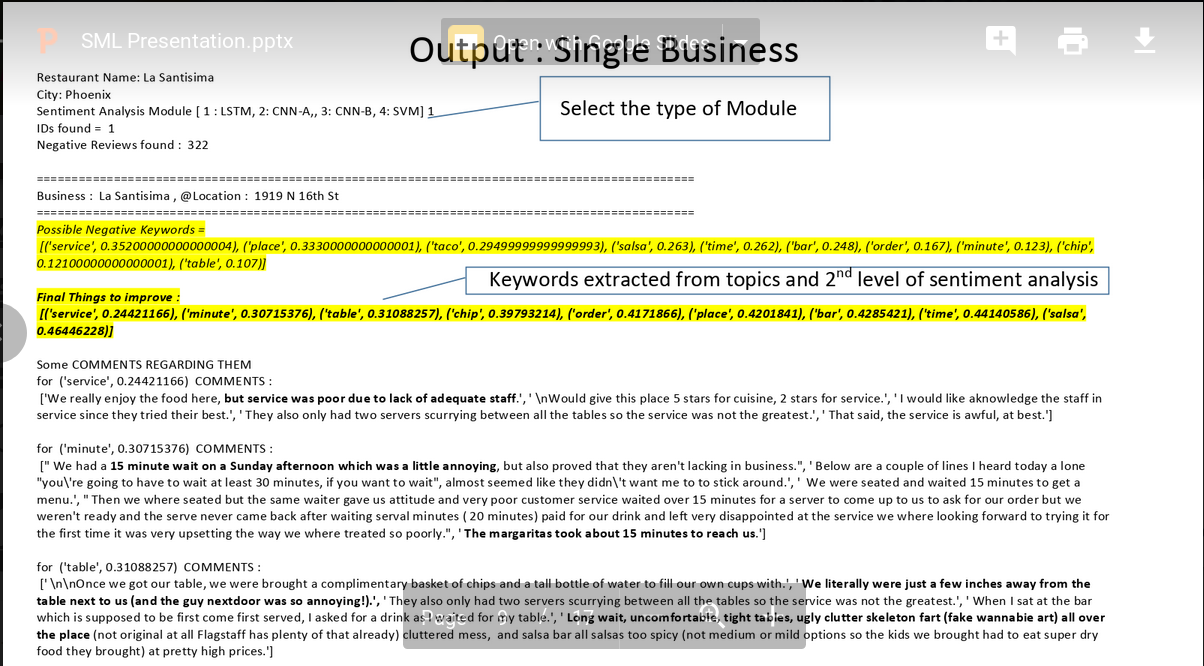 SML Presentation.pptx
Open with Google Slides
Output : Single Business
Restaurant Name: La Santisima
City: Phoenix
Sentiment Analysis Module [ 1 : LSTM, 2: CNN-A,, 3: CNN-B, 4: SVM] 1
Select the type of Module
IDs found =  1
Negative Reviews found :  322
==============================================================================================
Business :  La Santisima , @Location :  1919 N 16th St
==============================================================================================
Possible Negative Keywords =
[('service', 0.35200000000000004), ('place', 0.3330000000000001), ('taco', 0.29499999999999993), ('salsa', 0.263), ('time', 0.262), ('bar', 0.248), ('order', 0.167), ('minute', 0.123), ('chip',
0.12100000000000001), ('table', 0.107)]
Keywords extracted from topics and 2nd level of sentiment analysis
Final Things to improve :
[('service', 0.24421166), ('minute', 0.30715376), ('table', 0.31088257), ('chip', 0.39793214), ('order', 0.4171866), ('place', 0.4201841), ('bar', 0.4285421), ('time', 0.44140586), ('salsa',
0.46446228)]
Some COMMENTS REGARDING THEM
for  ('service', 0.24421166)  COMMENTS :
['We really enjoy the food here, but service was poor due to lack of adequate staff.', ' \nWould give this place 5 stars for cuisine, 2 stars for service.', ' I would like aknowledge the staff in
service since they tried their best.', ' They also only had two servers scurrying between all the tables so the service was not the greatest.', ' That said, the service is awful, at best.']
for  ('minute', 0.30715376)  COMMENTS :
[" We had a 15 minute wait on a Sunday afternoon which was a little annoying, but also proved that they aren't lacking in business.", ' Below are a couple of lines I heard today a lone
"you\'re going to have to wait at least 30 minutes, if you want to wait", almost seemed like they didn\'t want me to to stick around.', '  We were seated and waited 15 minutes to get a
menu.', " Then we where seated but the same waiter gave us attitude and very poor customer service waited over 15 minutes for a server to come up to us to ask for our order but we
weren't ready and the serve never came back after waiting serval minutes ( 20 minutes) paid for our drink and left very disappointed at the service we where looking forward to trying it for
the first time it was very upsetting the way we where treated so poorly.", ' The margaritas took about 15 minutes to reach us.']
for  ('table', 0.31088257)  COMMENTS :
[' \n\nOnce we got our table, we were brought a complimentary basket of chips and a tall bottle of water to fill our own cups with.', ' We literally were just a few inches away from the
table next to us (and the guy nextdoor was so annoying!).', ' They also only had two servers scurrying between all the tables so the service was not the greatest.', ' When I sat at the bar
which is supposed to be first come first served, I asked for a drink as I waited for my table.', ' Long wait, uncomfortable, tight tables, ugly clutter skeleton fart (fake wannabie art) all over
the place (not original at all Flagstaff has plenty of that already) cluttered mess,  and salsa bar all salsas too spicy (not medium or mild options so the kids we brought had to eat super dry
food they brought) at pretty high prices.']
Page 9 / 17